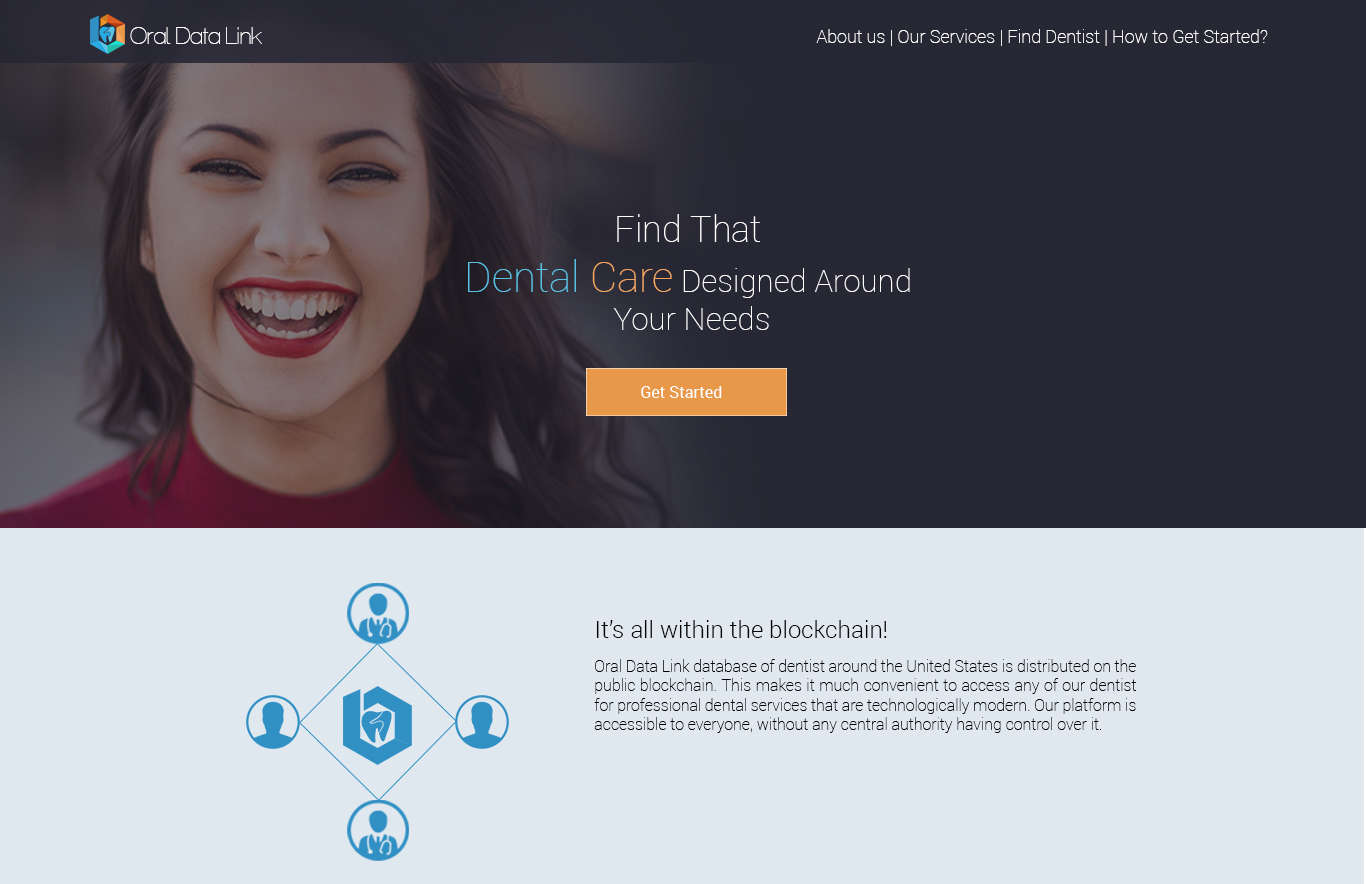 Oral Data Link
About us | Our Services | Find Dentist | How to Get Started?
Find That
Dental Care Designed Around
Your Needs
Get Started
It's all within the blockchain!
Oral Data Link database of dentist around the United States is distributed on the
public blockchain. This makes it much convenient to access any of our dentist
for professional dental services that are technologically modern. Our platform is
accessible to everyone, without any central authority having control over it.